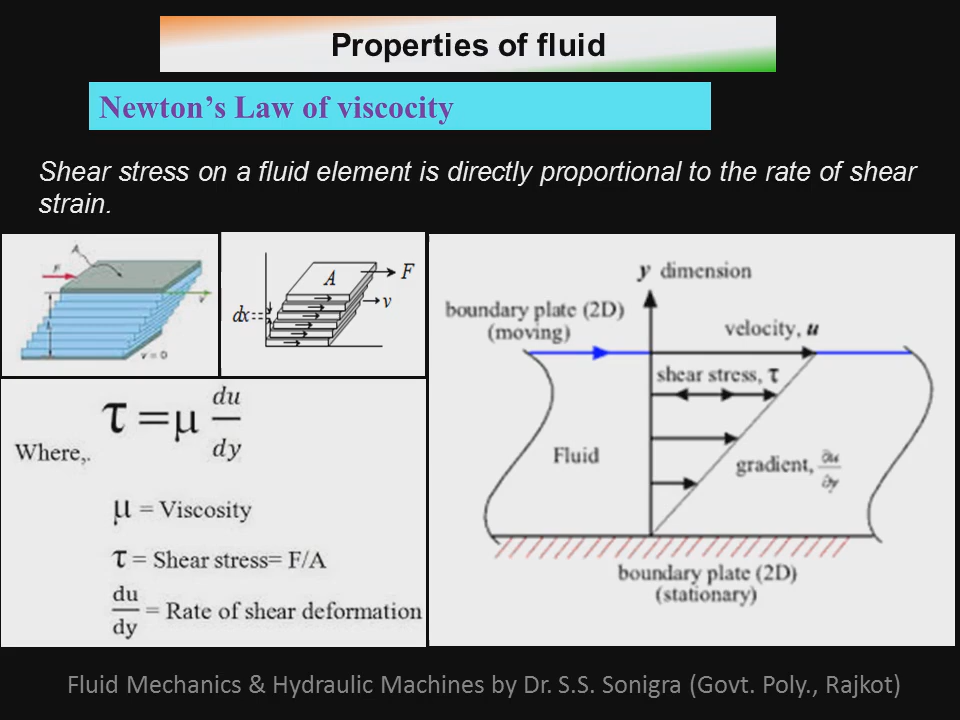 Properties of fluid
Newton's Law of viscocity
Shear stress on a fluid element is directly proportional to the rate of shear
strain.
A
F
v
v = 0
A
F
v
dx
τ = μ du/dy
Where,.
μ = Viscosity
τ = Shear stress= F/A
du/dy = Rate of shear deformation
y dimension
boundary plate (2D)
(moving)
velocity, u
shear stress, τ
Fluid
gradient, ∂u/∂y
boundary plate (2D)
(stationary)
Fluid Mechanics & Hydraulic Machines by Dr. S.S. Sonigra (Govt. Poly., Rajkot)